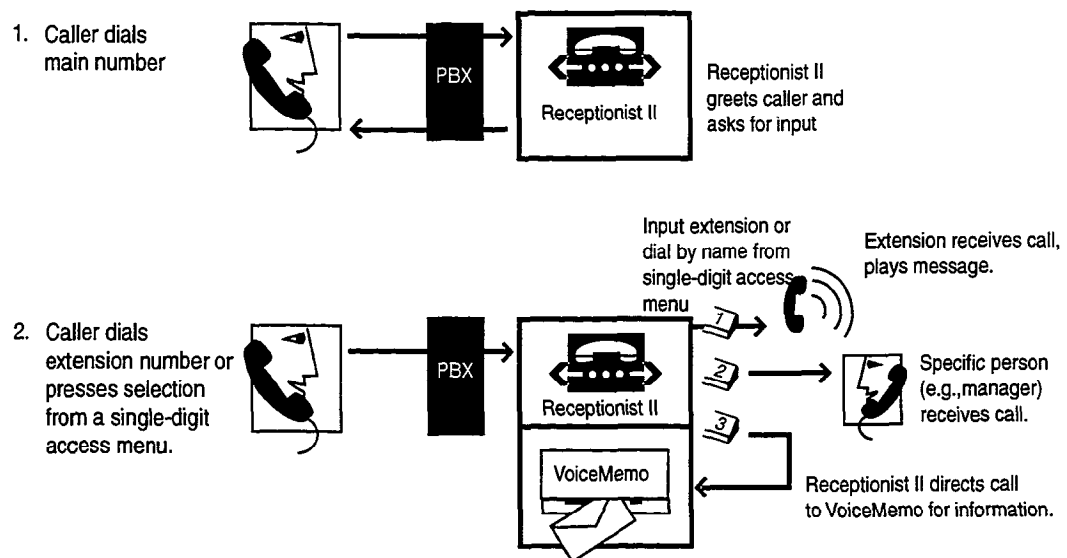 1. Caller dials
main number
PBX
Receptionist II
Receptionist II
greets caller and
asks for input
Input extension or
dial by name from
single-digit access
menu
Extension receives call,
plays message.
2. Caller dials
extension number or
presses selection
from a single-digit
access menu.
PBX
Receptionist II
1
2
3
Specific person
(e.g.,manager)
receives call.
VoiceMemo
Receptionist II directs call
to VoiceMemo for information.